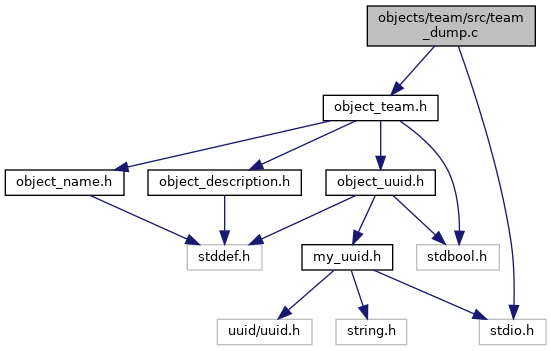 objects/team/src/team
_dump.c
object_team.h
object_name.h
object_description.h
object_uuid.h
stddef.h
my_uuid.h
stdbool.h
uuid/uuid.h
string.h
stdio.h